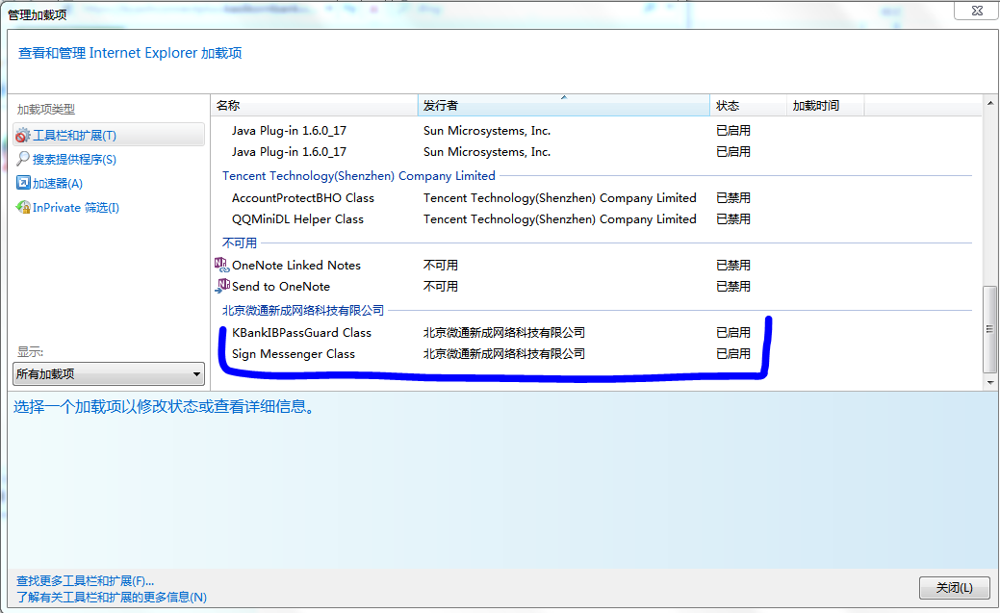 管理加载项
查看和管理 Internet Explorer 加载项
加载项类型
工具栏和扩展(T)
搜索提供程序(S)
加速器(A)
InPrivate 筛选(I)
显示:
所有加载项
名称 发行者 状态 加载时间
Java Plug-in 1.6.0_17 Sun Microsystems, Inc. 已启用
Java Plug-in 1.6.0_17 Sun Microsystems, Inc. 已启用
Tencent Technology(Shenzhen) Company Limited
AccountProtectBHO Class Tencent Technology(Shenzhen) Company Limited 已禁用
QQMiniDL Helper Class Tencent Technology(Shenzhen) Company Limited 已禁用
不可用
OneNote Linked Notes 不可用 已禁用
Send to OneNote 不可用 已禁用
北京微通新成网络科技有限公司
KBankIBPassGuard Class 北京微通新成网络科技有限公司 已启用
Sign Messenger Class 北京微通新成网络科技有限公司 已启用
选择一个加载项以修改状态或查看详细信息。
查找更多工具栏和扩展(F)...
了解有关工具栏和扩展的更多信息(N)
关闭(L)